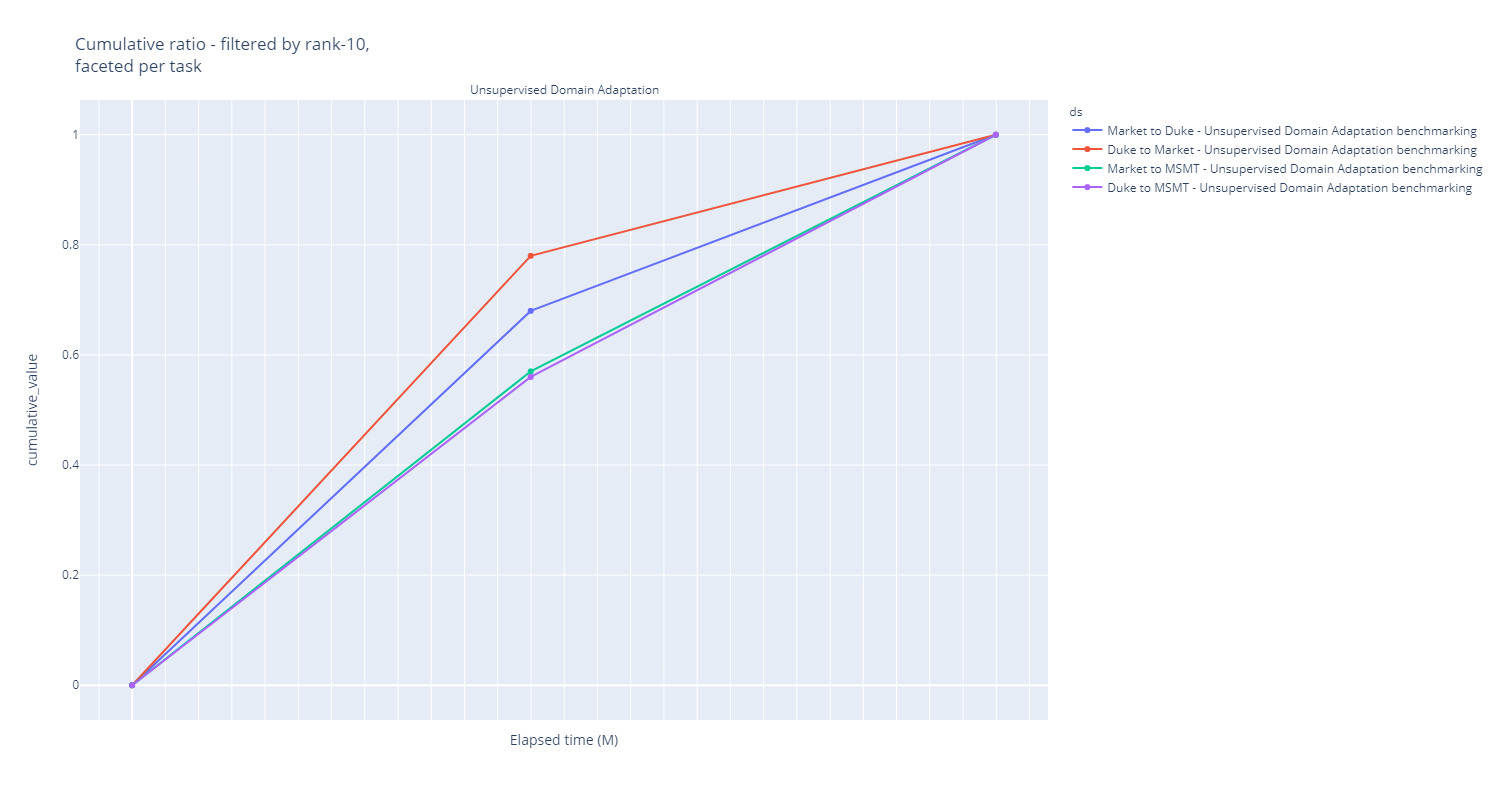 Cumulative ratio - filtered by rank-10,
faceted per task
Unsupervised Domain Adaptation
1
0.8
0.6
0.4
0.2
0
cumulative_value
Elapsed time (M)
ds
Market to Duke - Unsupervised Domain Adaptation benchmarking
Duke to Market - Unsupervised Domain Adaptation benchmarking
Market to MSMT - Unsupervised Domain Adaptation benchmarking
Duke to MSMT - Unsupervised Domain Adaptation benchmarking